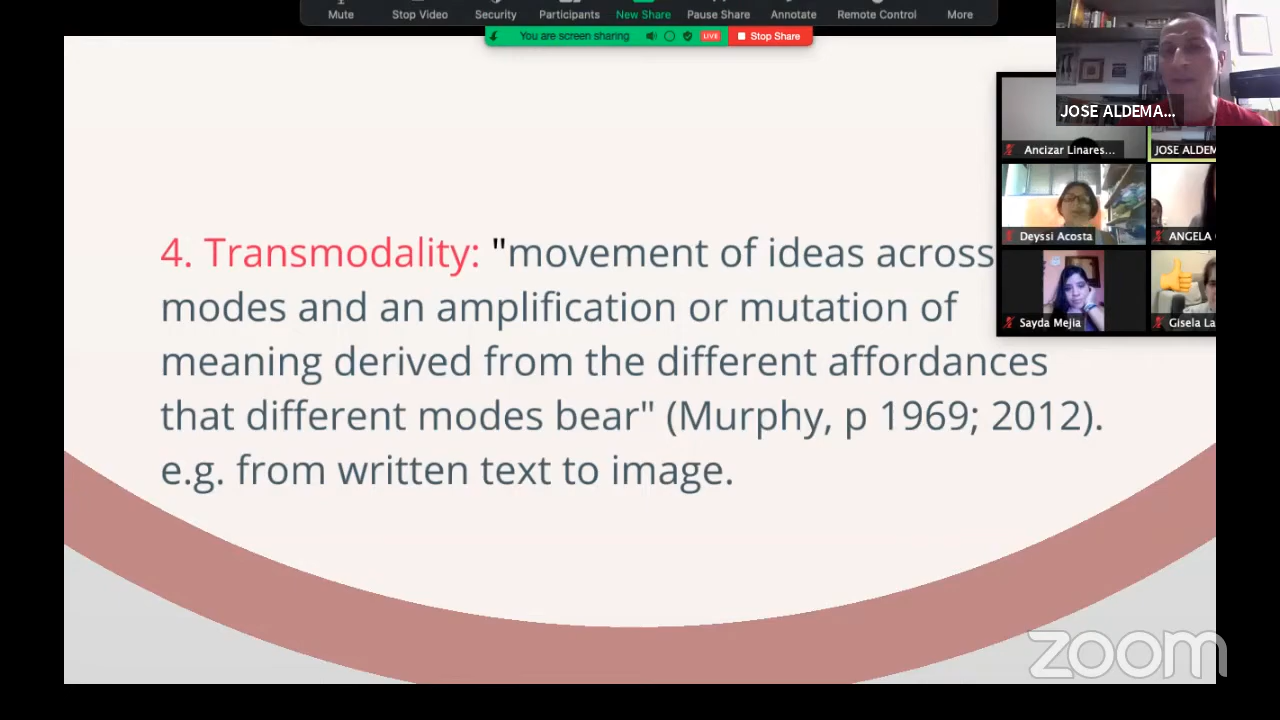 Mute Stop Video Security Participants New Share Pause Share Annotate Remote Control More
You are screen sharing LIVE Stop Share
JOSE ALDEMA...
Ancizar Linares... JOSE ALDEM
Deyssi Acosta ANGELA
Sayda Mejia Gisela La
4. Transmodality: "movement of ideas across
modes and an amplification or mutation of
meaning derived from the different affordances
that different modes bear" (Murphy, p 1969; 2012).
e.g. from written text to image.
zoom